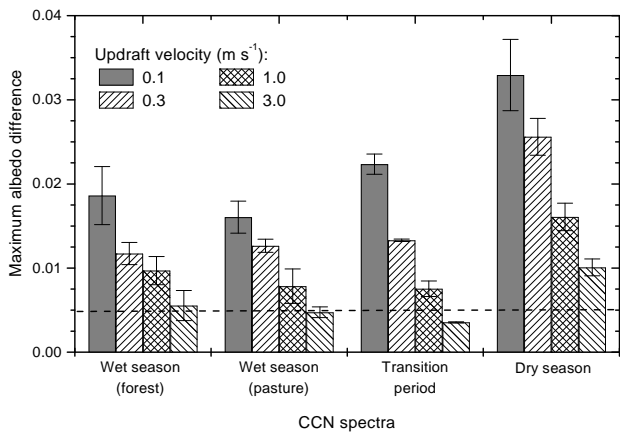 0.04
0.03
0.02
0.01
0.00
Maximum albedo difference
Updraft velocity (m s⁻¹):
0.1 1.0
0.3 3.0
Wet season (forest)
Wet season (pasture)
Transition period
Dry season
CCN spectra